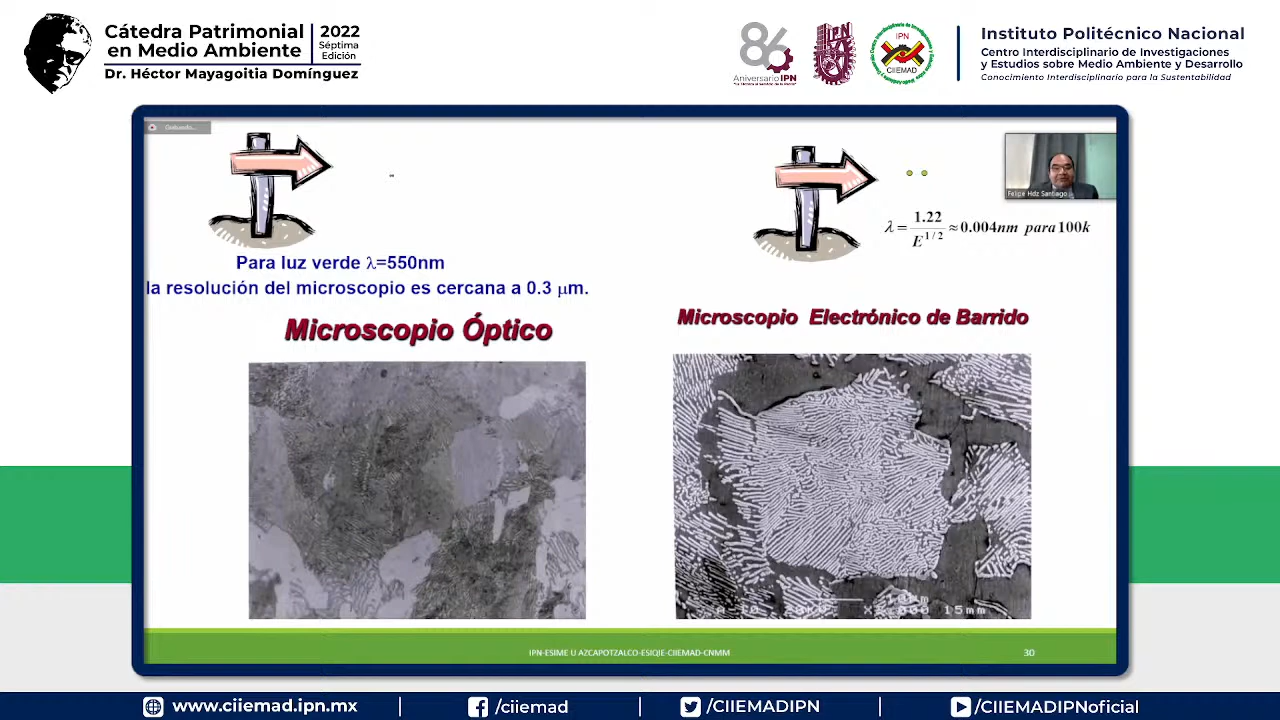 Cátedra Patrimonial
en Medio Ambiente
2022
Séptima
Edición
Dr. Héctor Mayagoitia Domínguez
86
Aniversario IPN
IPN
IPN
CIIEMAD
Instituto Politécnico Nacional
Centro Interdisciplinario de Investigaciones
y Estudios sobre Medio Ambiente y Desarrollo
Conocimiento Interdisciplinario para la Sustentabilidad
Felipe Hdz Santiago
λ = 1.22 / E^1/2 ≈ 0.004nm para 100k
Para luz verde λ=550nm
la resolución del microscopio es cercana a 0.3 μm.
Microscopio Óptico
Microscopio Electrónico de Barrido
15mm
IPN-ESIME U AZCAPOTZALCO-ESIQIE-CIIEMAD-CNMM
30
www.ciiemad.ipn.mx
/ciiemad
/CIIEMADIPN
/CIIEMADIPNoficial